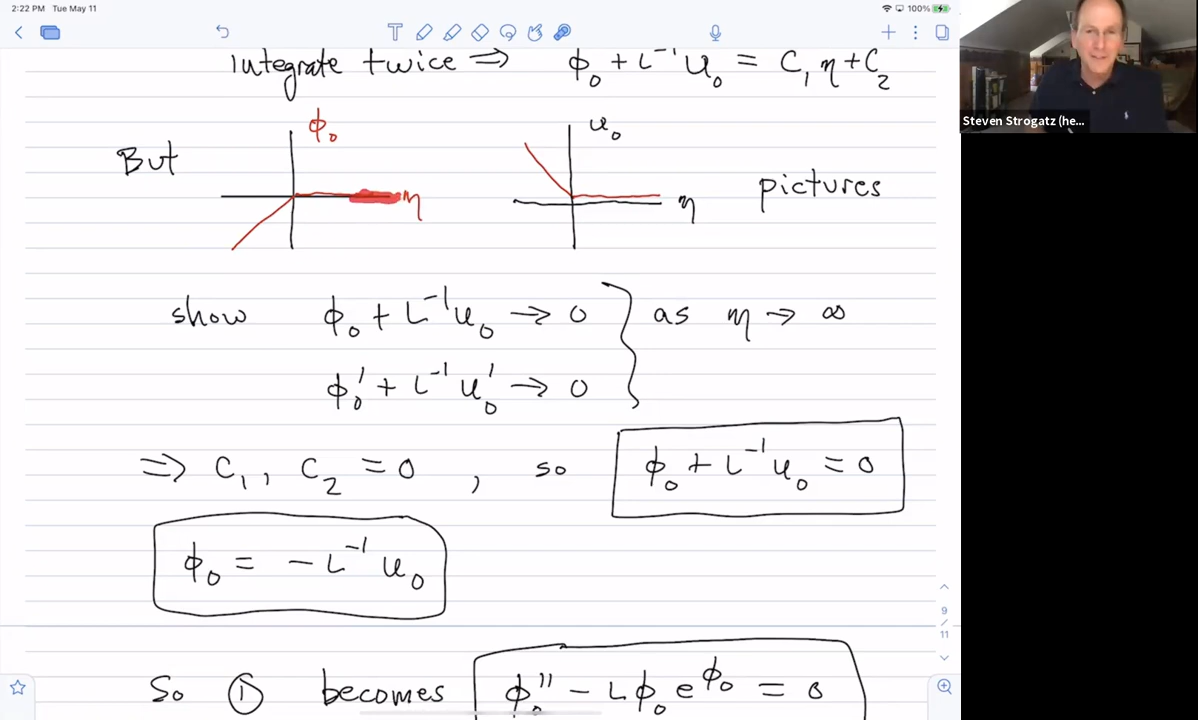 2:22 PM Tue May 11
100%
Integrate twice ⇒ ϕ₀ + L⁻¹u₀ = C₁η + C₂
Steven Strogatz (he...
ϕ₀
u₀
But
η
η
pictures
show ϕ₀ + L⁻¹u₀ → 0 } as η → ∞
ϕ₀′ + L⁻¹u₀′ → 0
⇒ C₁, C₂ = 0, so ϕ₀ + L⁻¹u₀ = 0
ϕ₀ = −L⁻¹u₀
9
/
11
So ① becomes ϕ₀″ − Lϕ₀e^ϕ₀ = 0